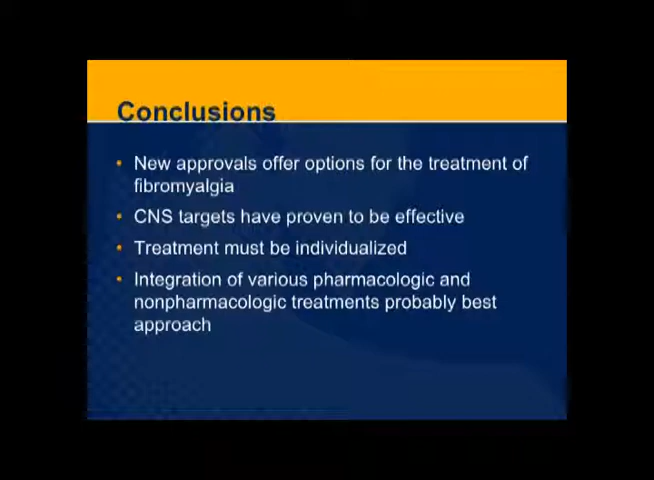 Conclusions
• New approvals offer options for the treatment of
fibromyalgia
• CNS targets have proven to be effective
• Treatment must be individualized
• Integration of various pharmacologic and
nonpharmacologic treatments probably best
approach